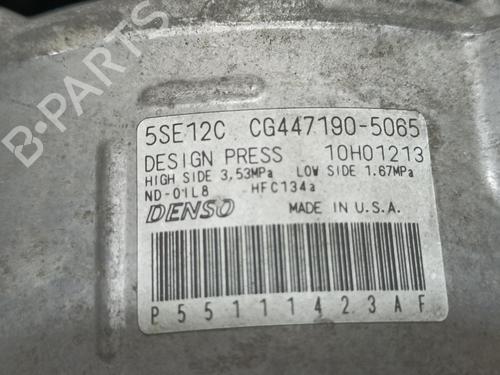 B-PARTS
5SE12C CG447190-5065
DESIGN PRESS 10H01213
HIGH SIDE 3,53MPa LOW SIDE 1.67MPa
ND-01L8 HFC134a
DENSO MADE IN U.S.A.
P55111423AF